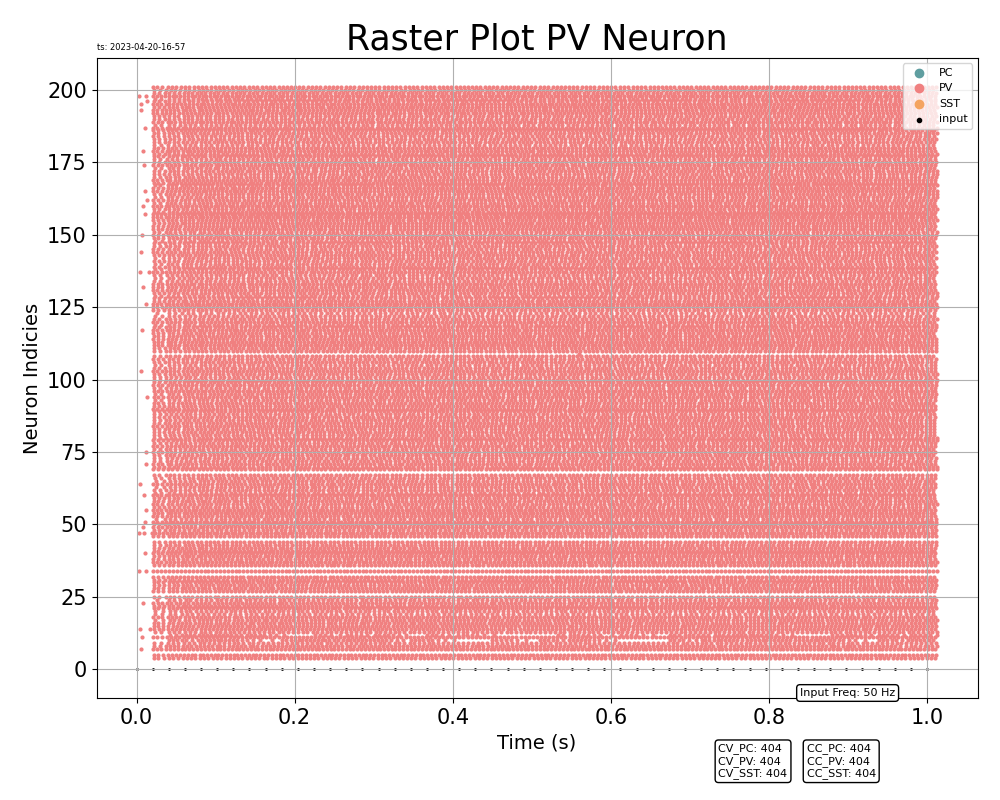 Raster Plot PV Neuron
ts: 2023-04-20-16-57
PC
PV
SST
input
200
175
150
125
100
75
50
25
0
Neuron Indicies
Input Freq: 50 Hz
0.0 0.2 0.4 0.6 0.8 1.0
Time (s)
CV_PC: 404
CV_PV: 404
CV_SST: 404
CC_PC: 404
CC_PV: 404
CC_SST: 404